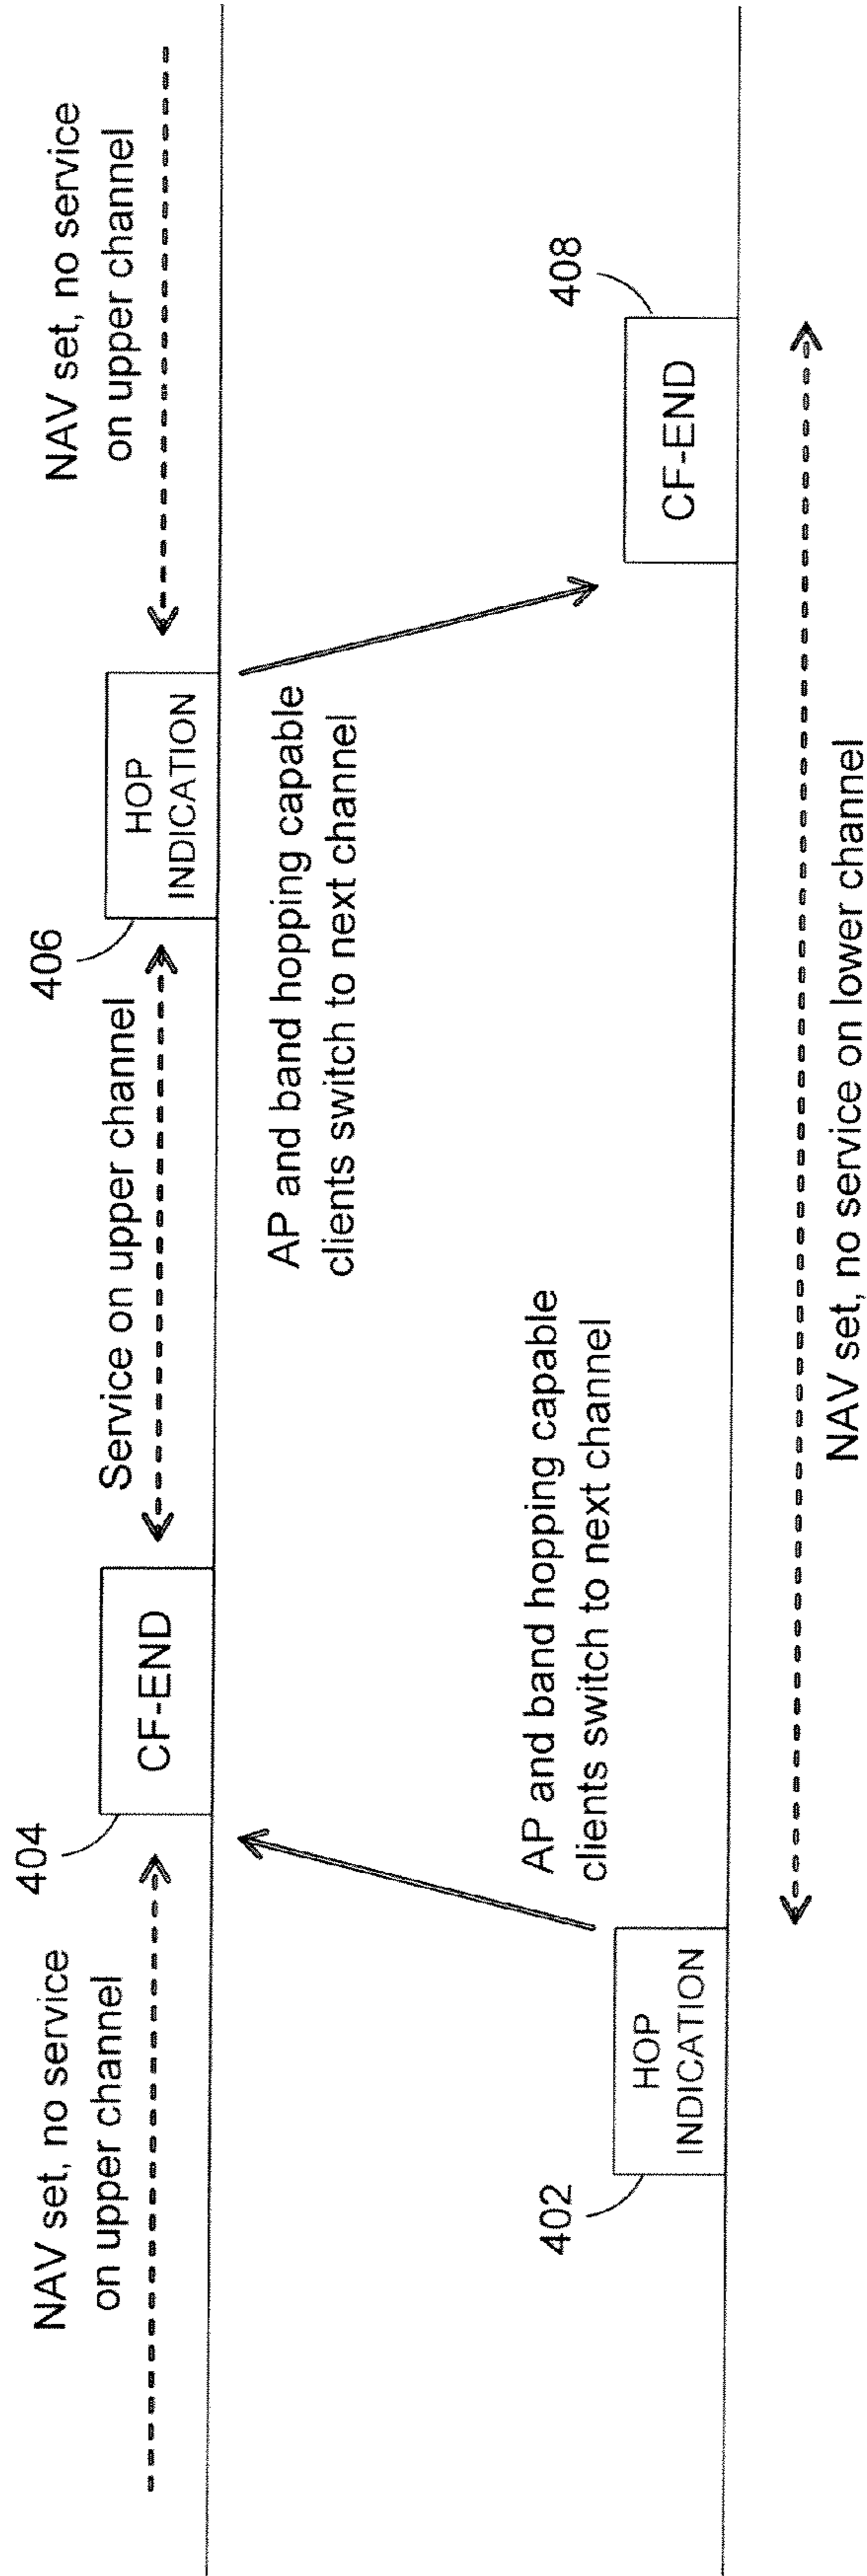 NAV set, no service
on upper channel
404
CF-END
Service on upper channel
406
HOP
INDICATION
NAV set, no service
on upper channel
AP and band hopping capable
clients switch to next channel
AP and band hopping capable
clients switch to next channel
402
HOP
INDICATION
408
CF-END
NAV set, no service on lower channel